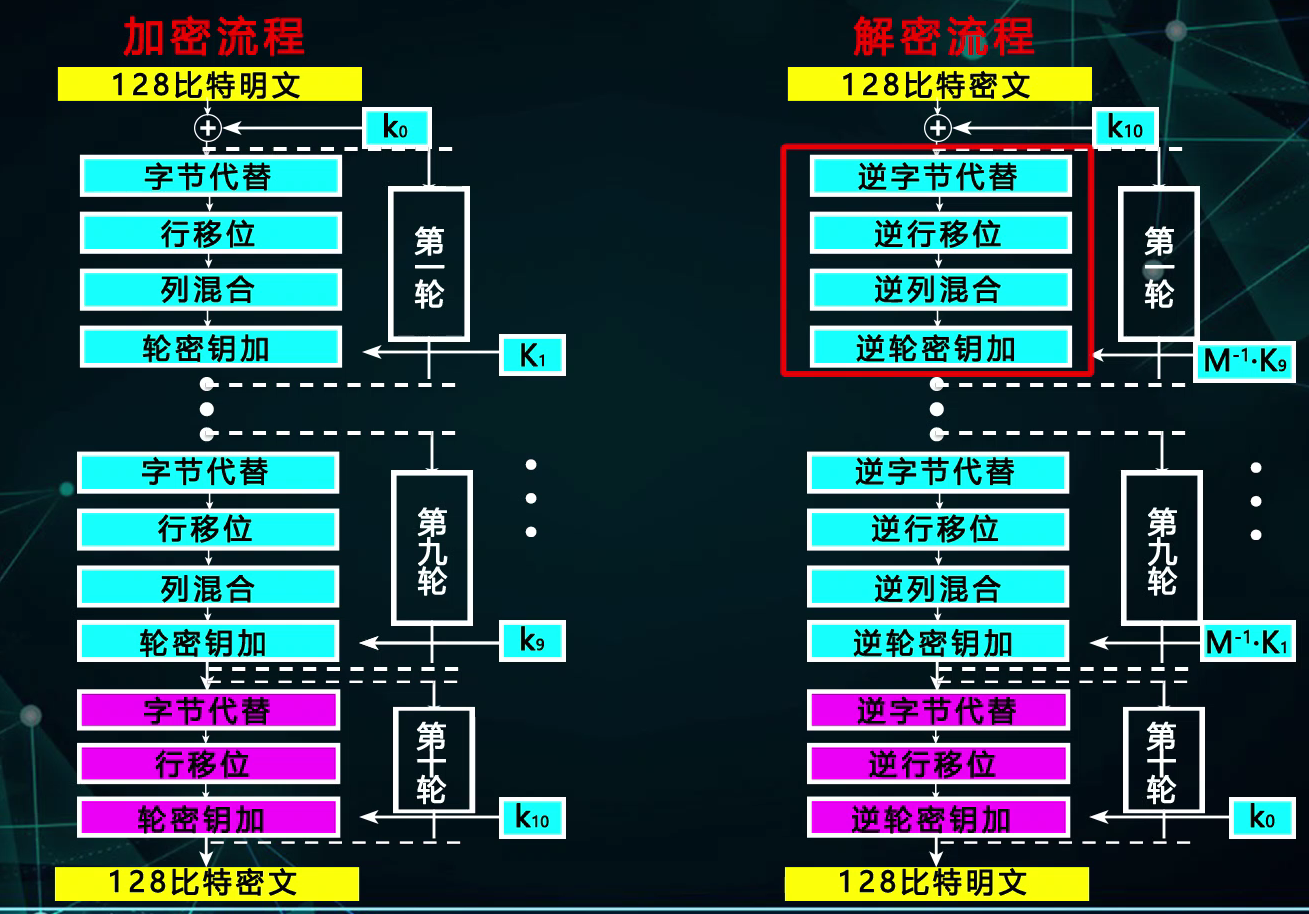 加密流程
128比特明文
k0
字节代替
行移位
列混合
轮密钥加
第一轮
K1
字节代替
行移位
列混合
轮密钥加
第九轮
k9
字节代替
行移位
轮密钥加
第十轮
k10
128比特密文
解密流程
128比特密文
k10
逆字节代替
逆行移位
逆列混合
逆轮密钥加
第一轮
M⁻¹·K9
逆字节代替
逆行移位
逆列混合
逆轮密钥加
第九轮
M⁻¹·K1
逆字节代替
逆行移位
逆轮密钥加
第十轮
k0
128比特明文